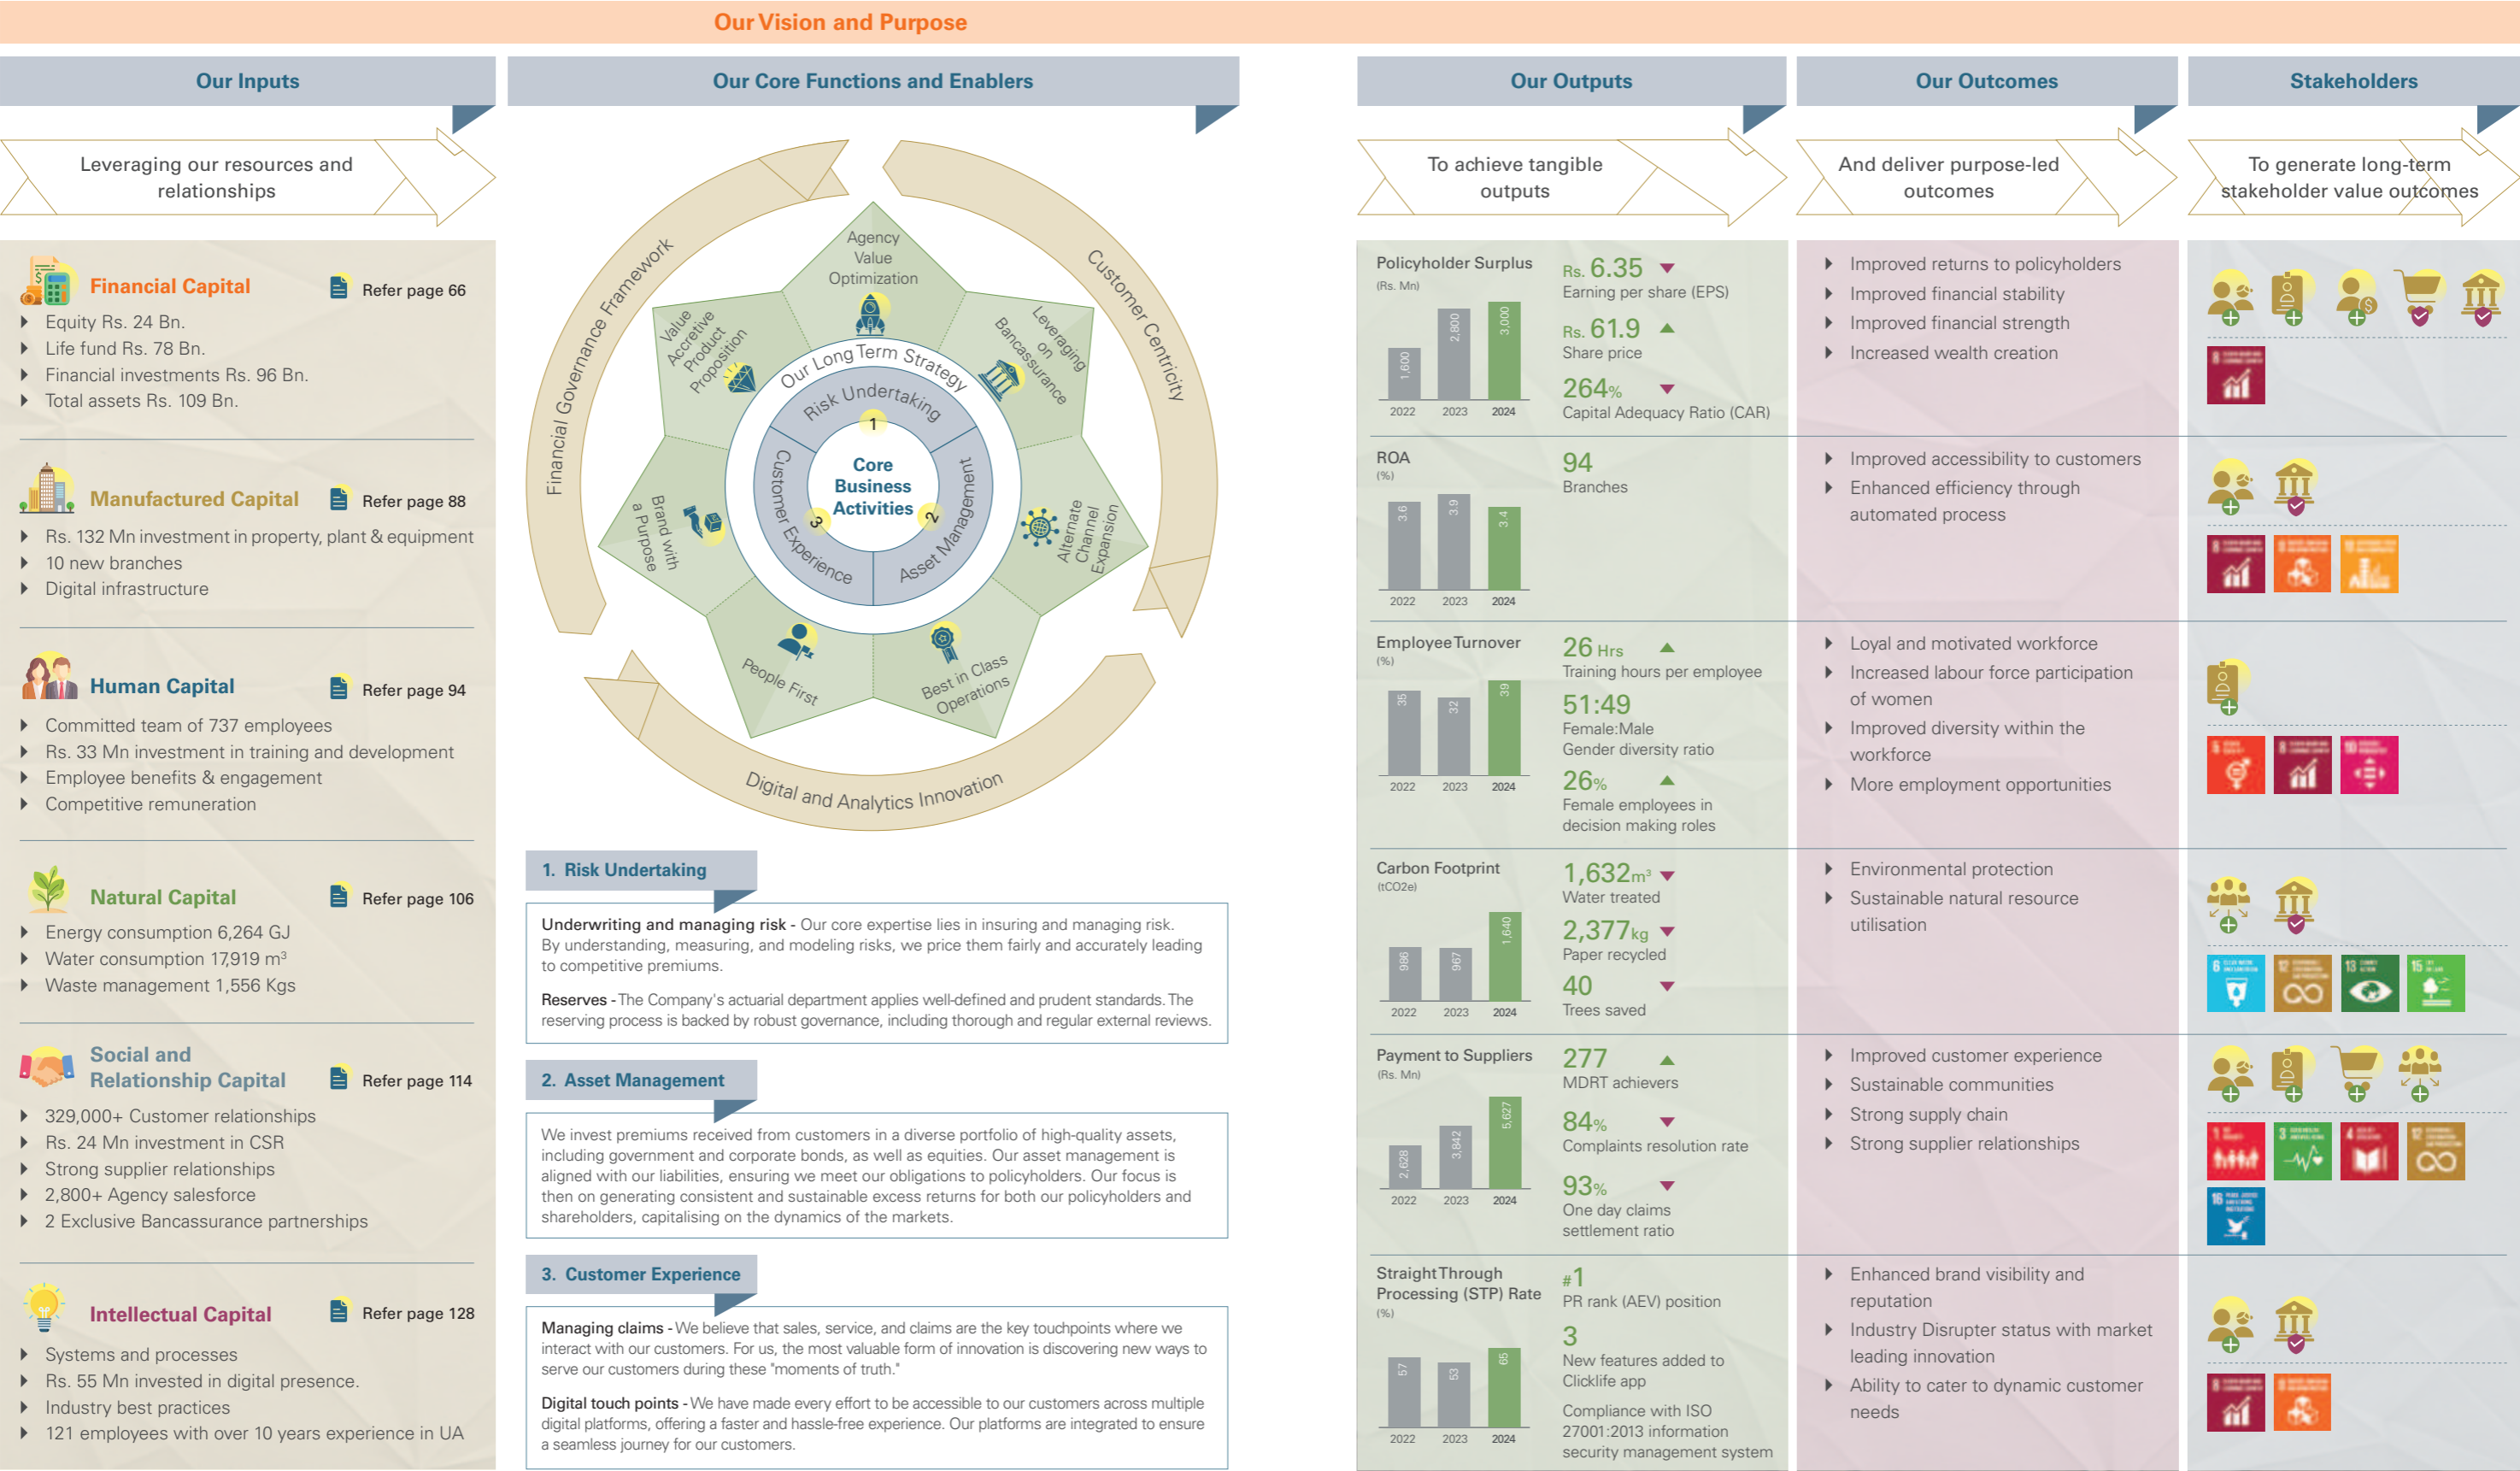 Our Vision and Purpose
Our Inputs
Leveraging our resources and
relationships
Financial Capital
Refer page 66
Equity Rs. 24 Bn.
Life fund Rs. 78 Bn.
Financial investments Rs. 96 Bn.
Total assets Rs. 109 Bn.
Manufactured Capital
Refer page 88
Rs. 132 Mn investment in property, plant & equipment
10 new branches
Digital infrastructure
Human Capital
Refer page 94
Committed team of 737 employees
Rs. 33 Mn investment in training and development
Employee benefits & engagement
Competitive remuneration
Natural Capital
Refer page 106
Energy consumption 6,264 GJ
Water consumption 17,919 m³
Waste management 1,556 Kgs
Social and
Relationship Capital
Refer page 114
329,000+ Customer relationships
Rs. 24 Mn investment in CSR
Strong supplier relationships
2,800+ Agency salesforce
2 Exclusive Bancassurance partnerships
Intellectual Capital
Refer page 128
Systems and processes
Rs. 55 Mn invested in digital presence.
Industry best practices
121 employees with over 10 years experience in UA
Our Core Functions and Enablers
Financial Governance Framework
Customer Centricity
Digital and Analytics Innovation
Agency
Value
Optimization
Leveraging
on
Bancassurance
Alternate
Channel
Expansion
Best in Class
Operations
People First
Brand with
a Purpose
Value
Accretive
Product
Proposition
Our Long Term Strategy
Risk Undertaking
1
Asset Management
2
Customer Experience
3
Core
Business
Activities
1. Risk Undertaking
Underwriting and managing risk - Our core expertise lies in insuring and managing risk.
By understanding, measuring, and modeling risks, we price them fairly and accurately leading
to competitive premiums.
Reserves - The Company's actuarial department applies well-defined and prudent standards. The
reserving process is backed by robust governance, including thorough and regular external reviews.
2. Asset Management
We invest premiums received from customers in a diverse portfolio of high-quality assets,
including government and corporate bonds, as well as equities. Our asset management is
aligned with our liabilities, ensuring we meet our obligations to policyholders. Our focus is
then on generating consistent and sustainable excess returns for both our policyholders and
shareholders, capitalising on the dynamics of the markets.
3. Customer Experience
Managing claims - We believe that sales, service, and claims are the key touchpoints where we
interact with our customers. For us, the most valuable form of innovation is discovering new ways to
serve our customers during these "moments of truth."
Digital touch points - We have made every effort to be accessible to our customers across multiple
digital platforms, offering a faster and hassle-free experience. Our platforms are integrated to ensure
a seamless journey for our customers.
Our Outputs
To achieve tangible
outputs
Policyholder Surplus
(Rs. Mn)
1,600
2,800
3,000
2022 2023 2024
Rs. 6.35
Earning per share (EPS)
Rs. 61.9
Share price
264%
Capital Adequacy Ratio (CAR)
ROA
(%)
3.6
3.9
3.4
2022 2023 2024
94
Branches
Employee Turnover
(%)
35
32
39
2022 2023 2024
26 Hrs
Training hours per employee
51:49
Female:Male
Gender diversity ratio
26%
Female employees in
decision making roles
Carbon Footprint
(tCO2e)
986
967
1,640
2022 2023 2024
1,632m³
Water treated
2,377kg
Paper recycled
40
Trees saved
Payment to Suppliers
(Rs. Mn)
2,628
3,842
5,627
2022 2023 2024
277
MDRT achievers
84%
Complaints resolution rate
93%
One day claims
settlement ratio
Straight Through
Processing (STP) Rate
(%)
57
53
65
2022 2023 2024
#1
PR rank (AEV) position
3
New features added to
Clicklife app
Compliance with ISO
27001:2013 information
security management system
Our Outcomes
And deliver purpose-led
outcomes
Improved returns to policyholders
Improved financial stability
Improved financial strength
Increased wealth creation
Improved accessibility to customers
Enhanced efficiency through
automated process
Loyal and motivated workforce
Increased labour force participation
of women
Improved diversity within the
workforce
More employment opportunities
Environmental protection
Sustainable natural resource
utilisation
Improved customer experience
Sustainable communities
Strong supply chain
Strong supplier relationships
Enhanced brand visibility and
reputation
Industry Disrupter status with market
leading innovation
Ability to cater to dynamic customer
needs
Stakeholders
To generate long-term
stakeholder value outcomes
8
8
5
8
10
6
12
13
15
1
3
4
12
16
8